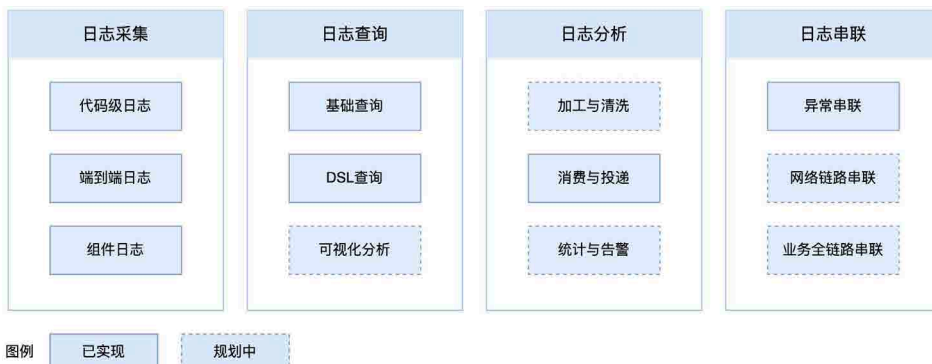 日志采集
代码级日志
端到端日志
组件日志
日志查询
基础查询
DSL查询
可视化分析
日志分析
加工与清洗
消费与投递
统计与告警
日志串联
异常串联
网络链路串联
业务全链路串联
图例
已实现
规划中